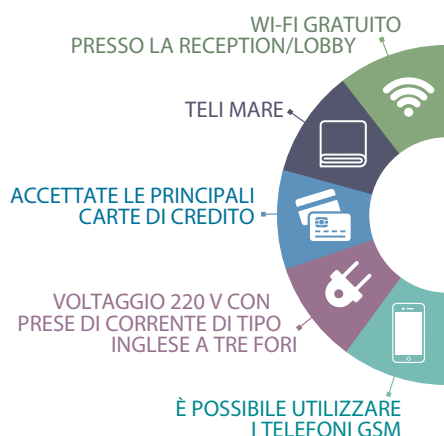 WI-FI GRATUITO
PRESSO LA RECEPTION/LOBBY
TELI MARE
ACCETTATE LE PRINCIPALI
CARTE DI CREDITO
VOLTAGGIO 220 V CON
PRESE DI CORRENTE DI TIPO
INGLESE A TRE FORI
È POSSIBILE UTILIZZARE
I TELEFONI GSM